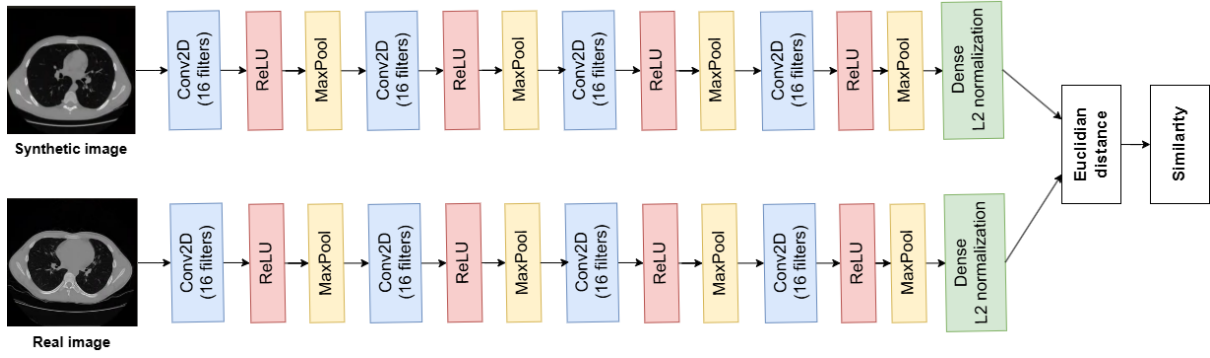 Conv2D
(16 filters)
ReLU
MaxPool
Conv2D
(16 filters)
ReLU
MaxPool
Conv2D
(16 filters)
ReLU
MaxPool
Conv2D
(16 filters)
ReLU
MaxPool
Dense
L2 normalization
Synthetic image
Euclidian
distance
Similarity
Conv2D
(16 filters)
ReLU
MaxPool
Conv2D
(16 filters)
ReLU
MaxPool
Conv2D
(16 filters)
ReLU
MaxPool
Conv2D
(16 filters)
ReLU
MaxPool
Dense
L2 normalization
Real image